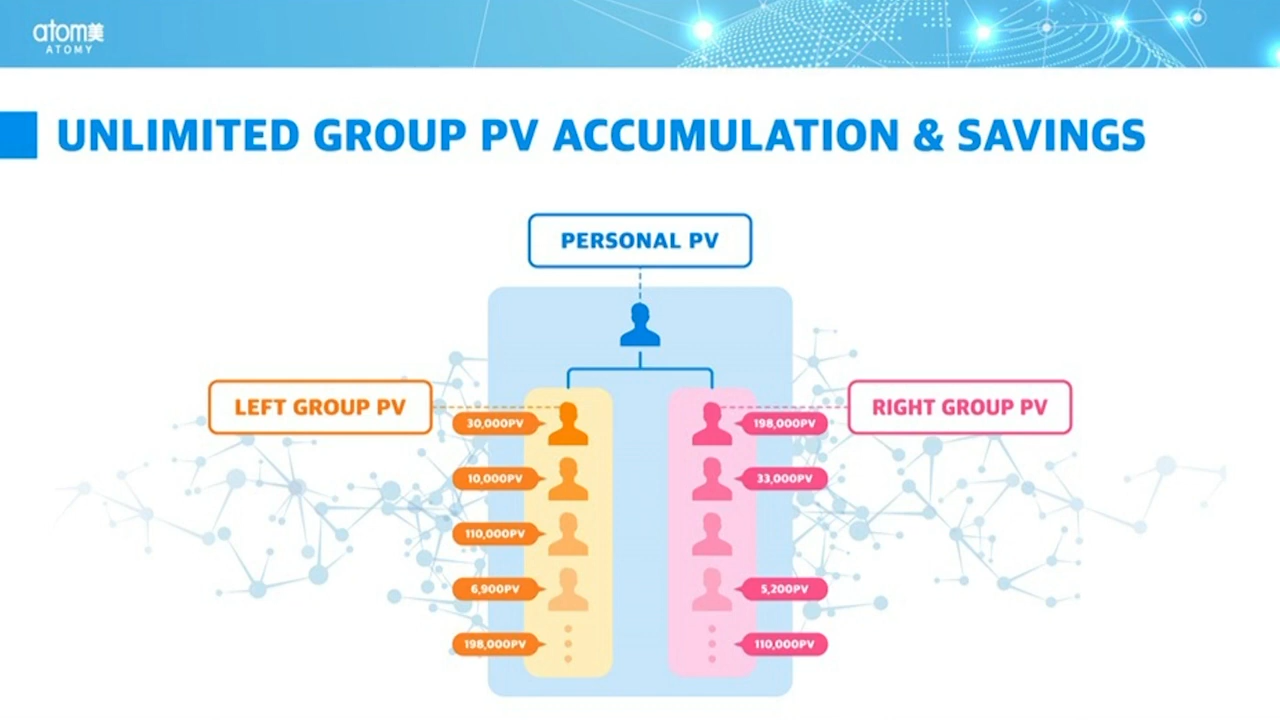 atom美
ATOMY
UNLIMITED GROUP PV ACCUMULATION & SAVINGS
PERSONAL PV
LEFT GROUP PV
RIGHT GROUP PV
30,000PV
198,000PV
10,000PV
33,000PV
110,000PV
6,900PV
5,200PV
198,000PV
110,000PV